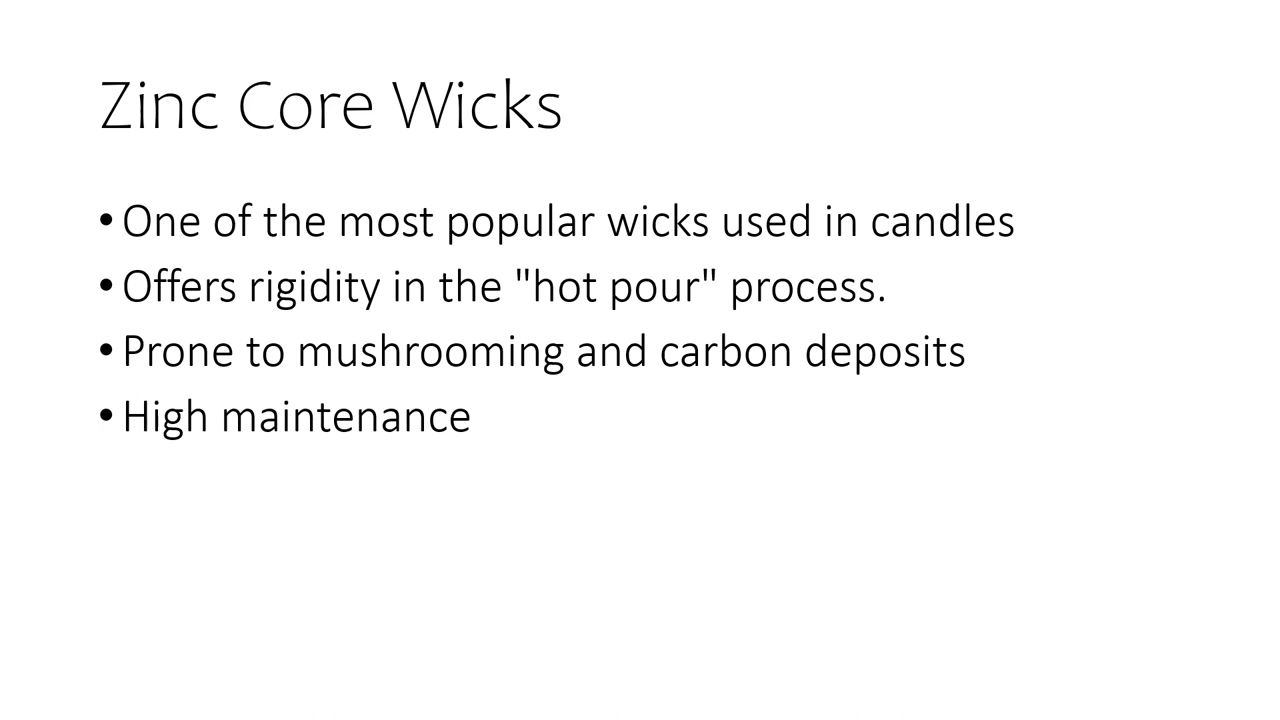 Zinc Core Wicks
• One of the most popular wicks used in candles
• Offers rigidity in the "hot pour" process.
• Prone to mushrooming and carbon deposits
• High maintenance